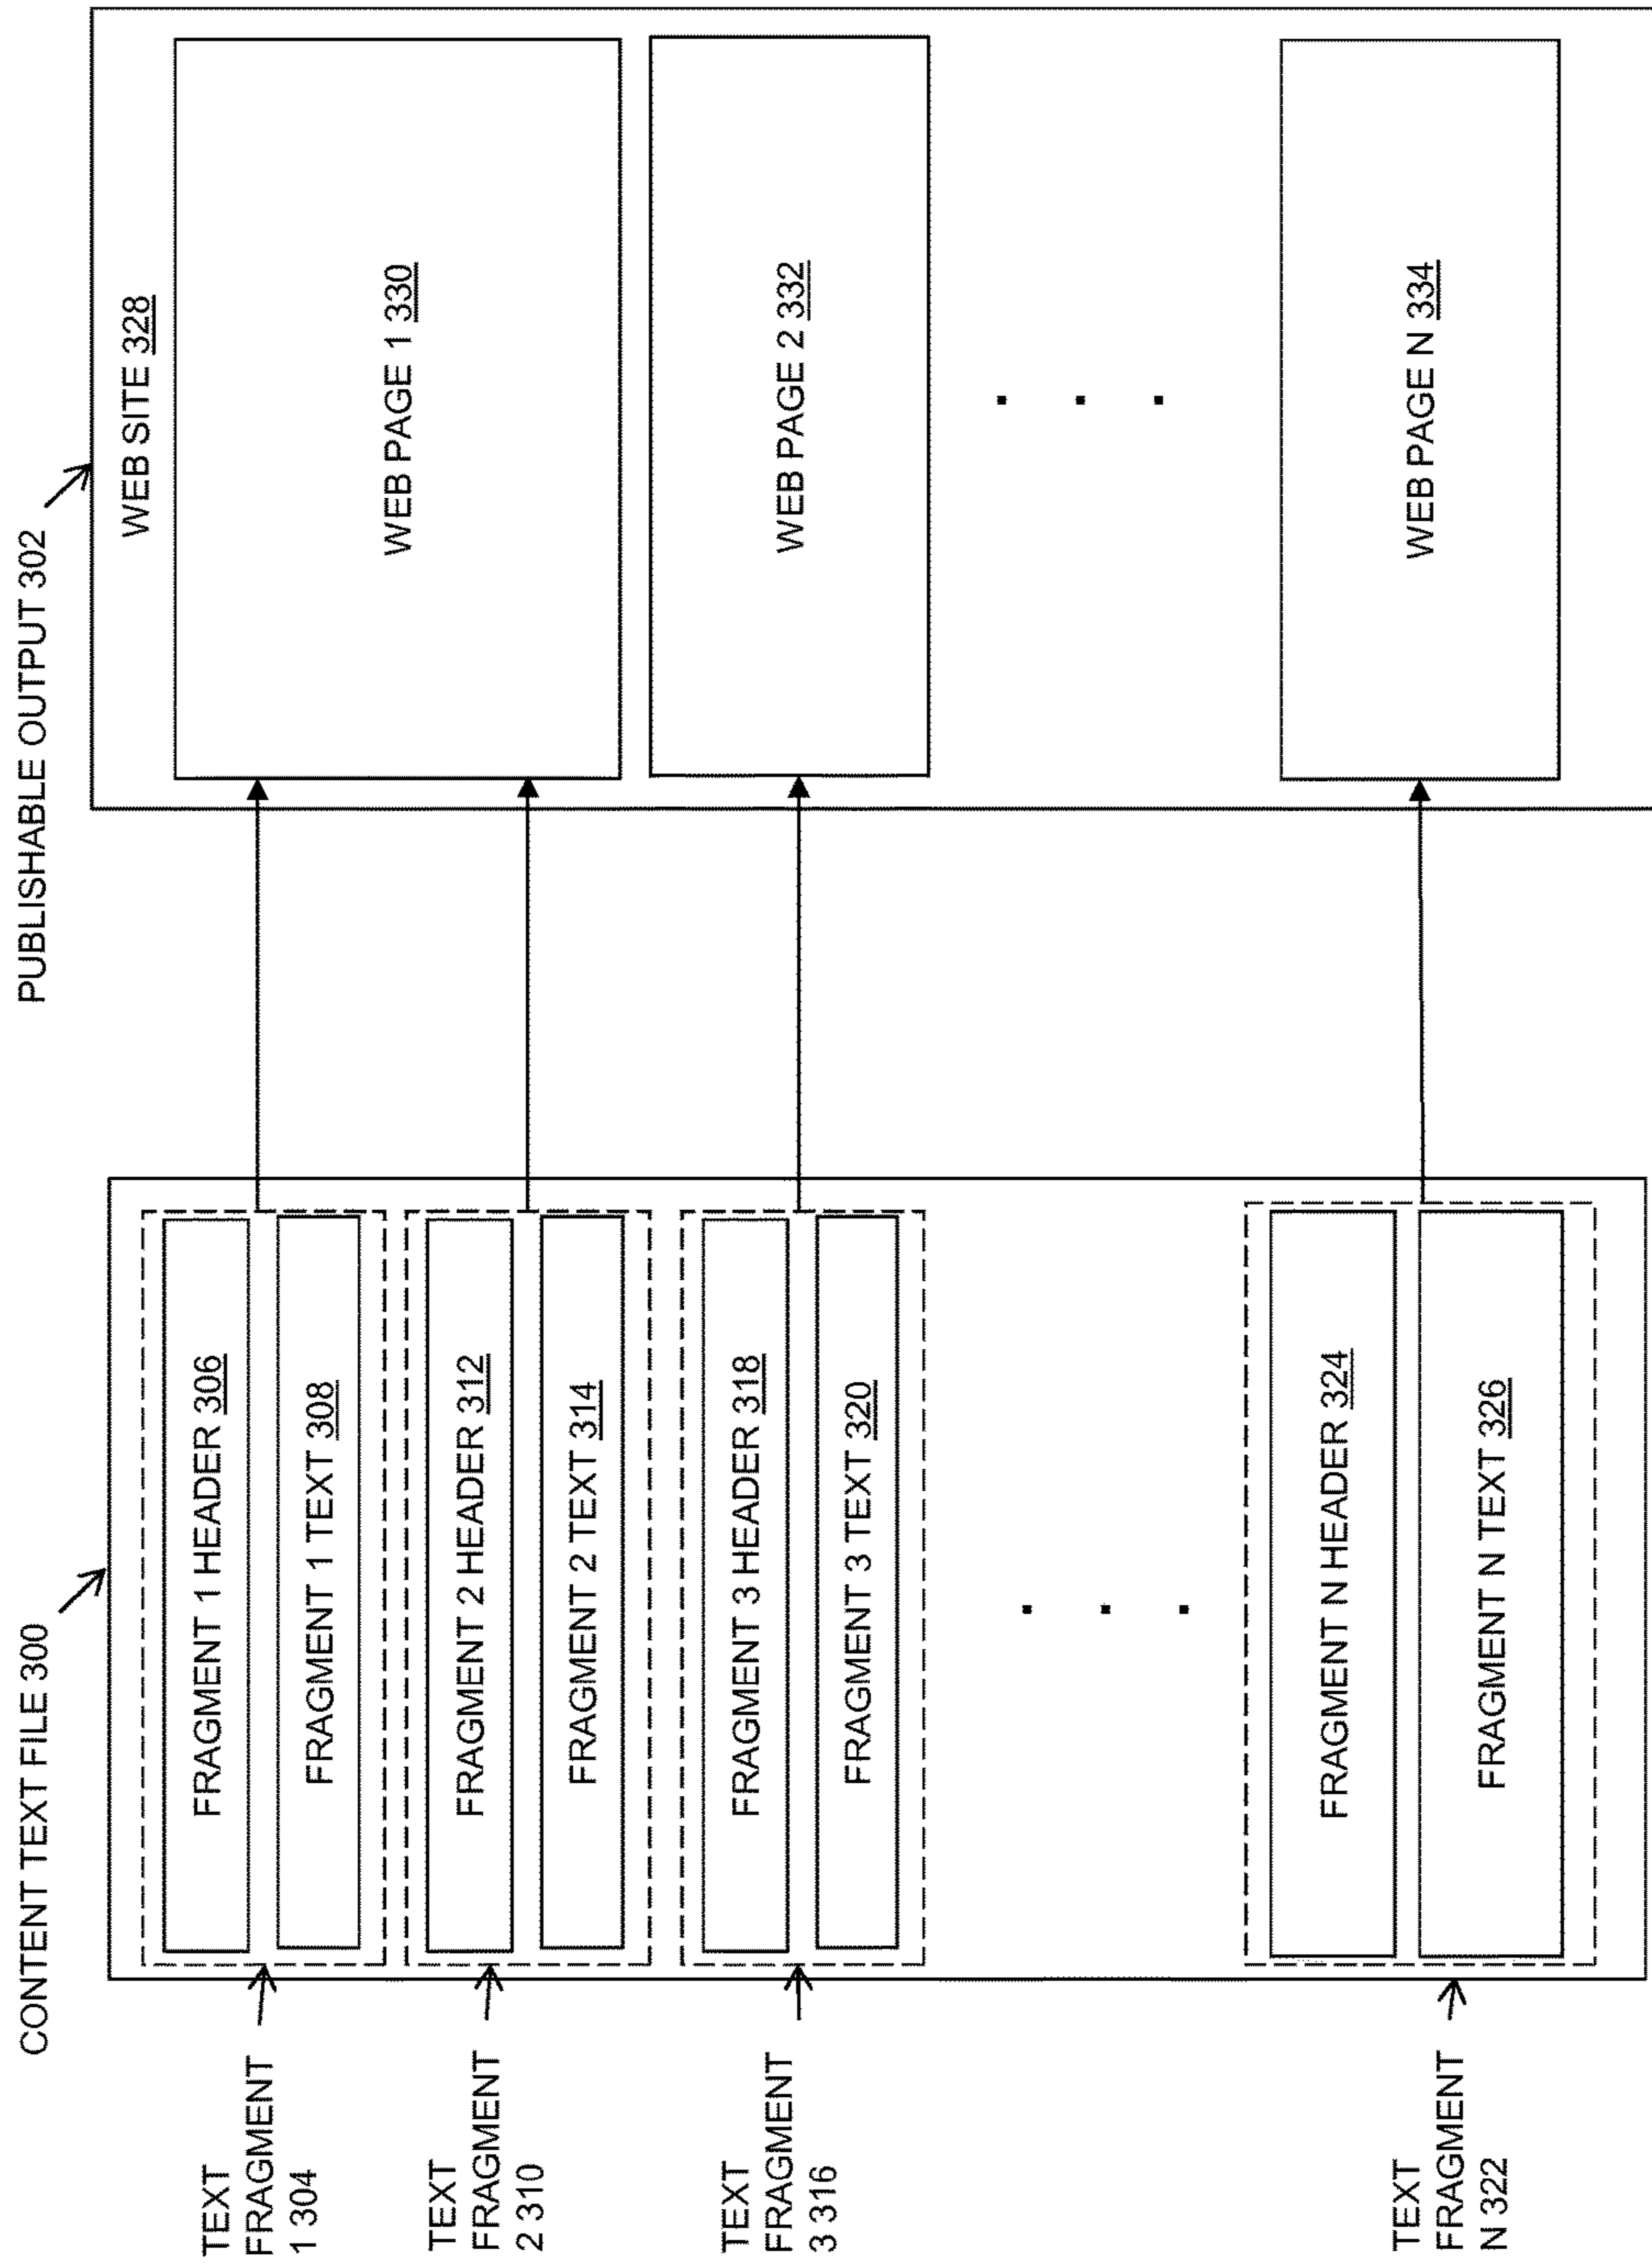 CONTENT TEXT FILE 300
TEXT
FRAGMENT
1 304
FRAGMENT 1 HEADER 306
FRAGMENT 1 TEXT 308
TEXT
FRAGMENT
2 310
FRAGMENT 2 HEADER 312
FRAGMENT 2 TEXT 314
TEXT
FRAGMENT
3 316
FRAGMENT 3 HEADER 318
FRAGMENT 3 TEXT 320
TEXT
FRAGMENT
N 322
FRAGMENT N HEADER 324
FRAGMENT N TEXT 326
PUBLISHABLE OUTPUT 302
WEB SITE 328
WEB PAGE 1 330
WEB PAGE 2 332
WEB PAGE N 334